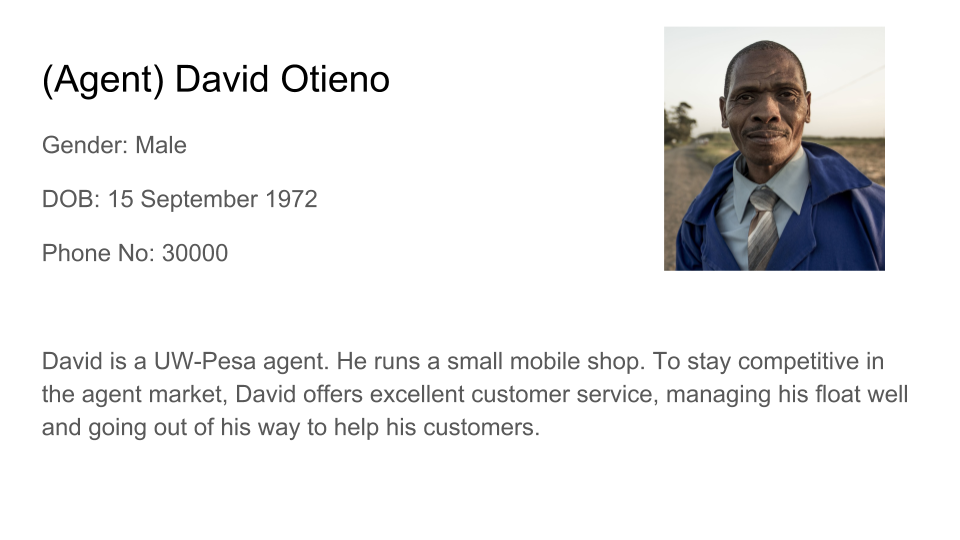 (Agent) David Otieno
Gender: Male
DOB: 15 September 1972
Phone No: 30000
David is a UW-Pesa agent. He runs a small mobile shop. To stay competitive in
the agent market, David offers excellent customer service, managing his float well
and going out of his way to help his customers.